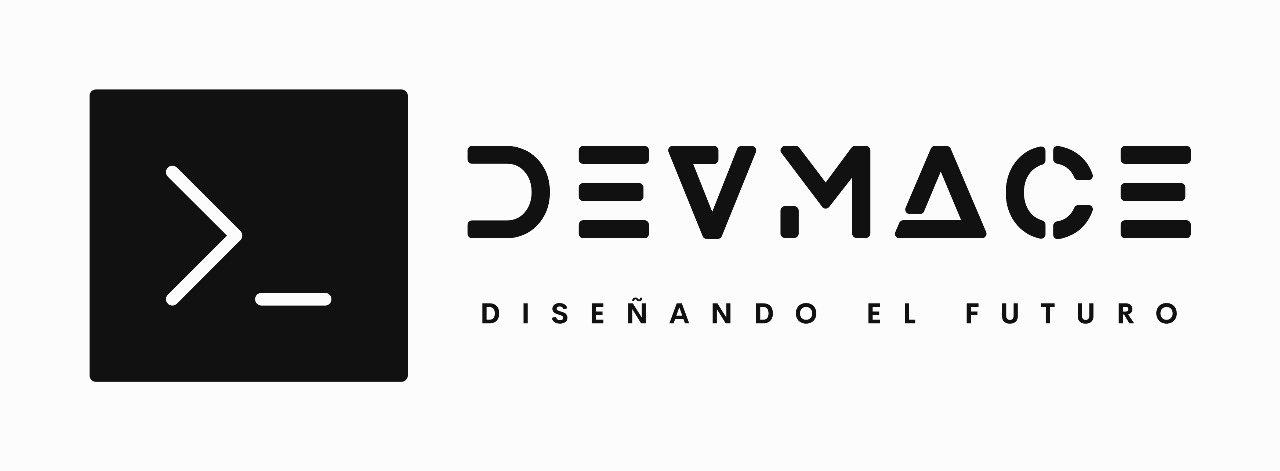 >_
DEVMACE
DISEÑANDO EL FUTURO